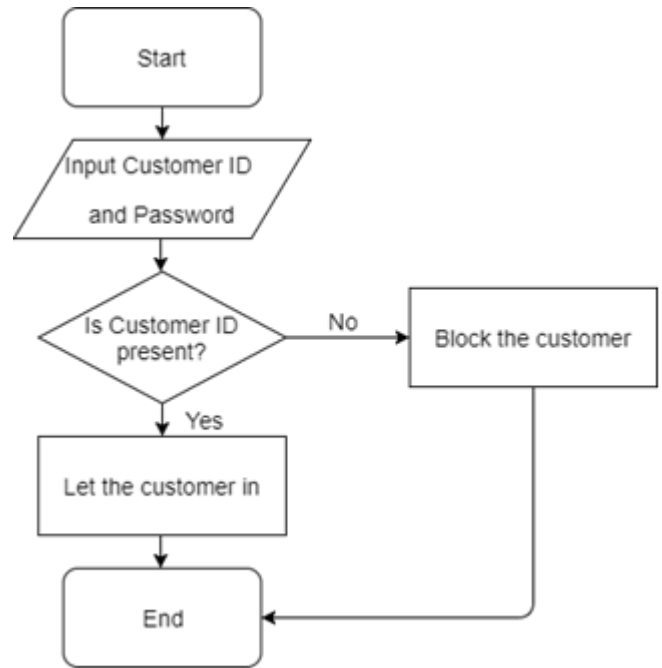 Start
Input Customer ID
and Password
Is Customer ID
present?
No
Block the customer
Yes
Let the customer in
End